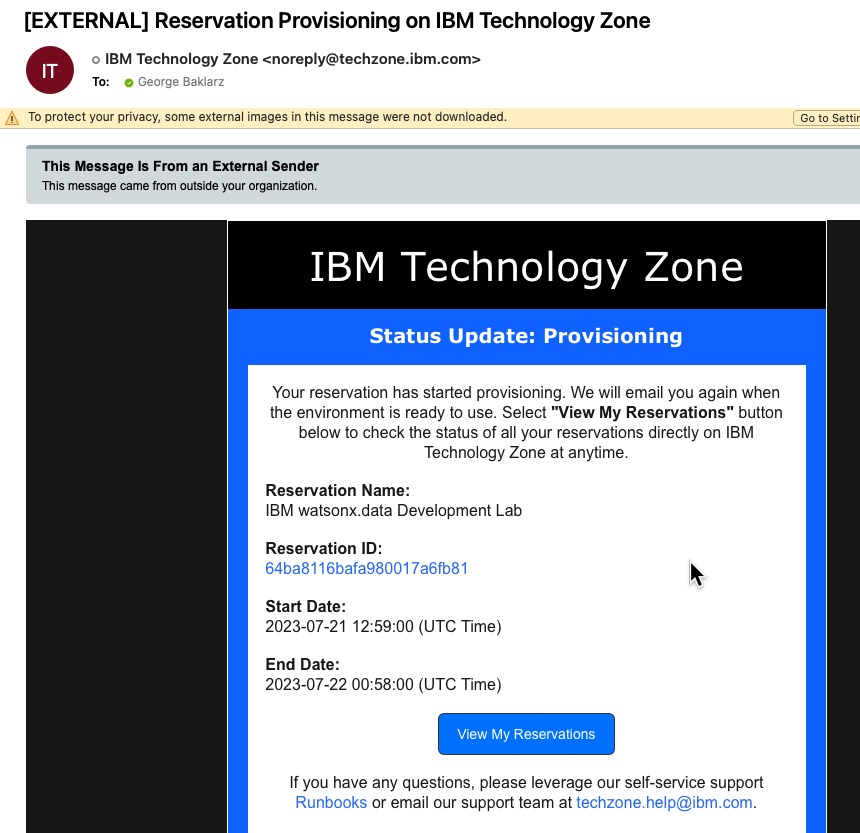 [EXTERNAL] Reservation Provisioning on IBM Technology Zone
IT
IBM Technology Zone <noreply@techzone.ibm.com>
To: George Baklarz
To protect your privacy, some external images in this message were not downloaded.
Go to Settin
This Message Is From an External Sender
This message came from outside your organization.
IBM Technology Zone
Status Update: Provisioning
Your reservation has started provisioning. We will email you again when
the environment is ready to use. Select "View My Reservations" button
below to check the status of all your reservations directly on IBM
Technology Zone at anytime.
Reservation Name:
IBM watsonx.data Development Lab
Reservation ID:
64ba8116bafa980017a6fb81
Start Date:
2023-07-21 12:59:00 (UTC Time)
End Date:
2023-07-22 00:58:00 (UTC Time)
View My Reservations
If you have any questions, please leverage our self-service support
Runbooks or email our support team at techzone.help@ibm.com.